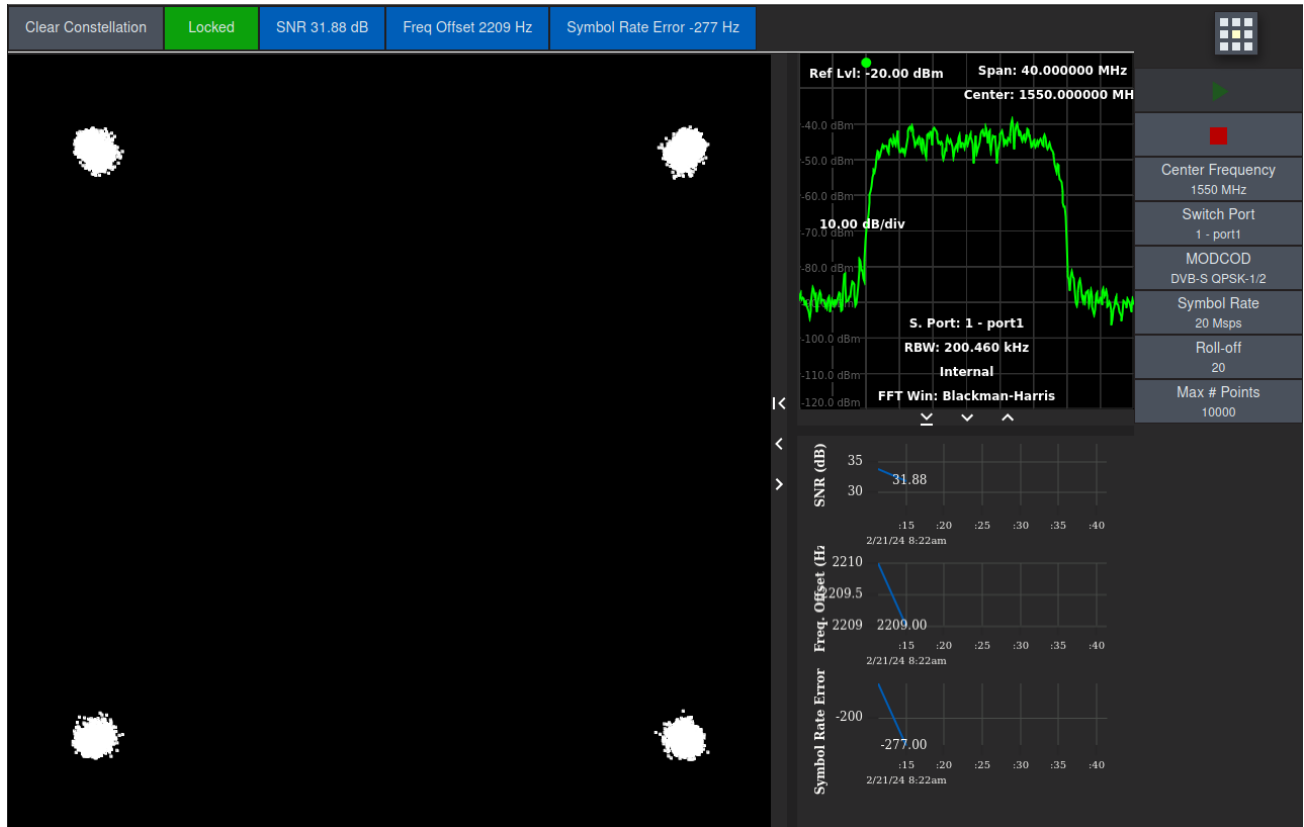 Clear Constellation
Locked
SNR 31.88 dB
Freq Offset 2209 Hz
Symbol Rate Error -277 Hz
Ref Lvl: -20.00 dBm
Span: 40.000000 MHz
Center: 1550.000000 MH
-40.0 dBm
-50.0 dBm
-60.0 dBm
10.00 dB/div
-70.0 dBm
-80.0 dBm
S. Port: 1 - port1
-100.0 dBm
RBW: 200.460 kHz
Internal
-110.0 dBm
FFT Win: Blackman-Harris
-120.0 dBm
Center Frequency
1550 MHz
Switch Port
1 - port1
MODCOD
DVB-S QPSK-1/2
Symbol Rate
20 Msps
Roll-off
20
Max # Points
10000
SNR (dB)
35
30
31.88
:15 :20 :25 :30 :35 :40
2/21/24 8:22am
Freq. Offset (Hz
2210
2209.5
2209
2209.00
:15 :20 :25 :30 :35 :40
2/21/24 8:22am
Symbol Rate Error
-200
-277.00
:15 :20 :25 :30 :35 :40
2/21/24 8:22am